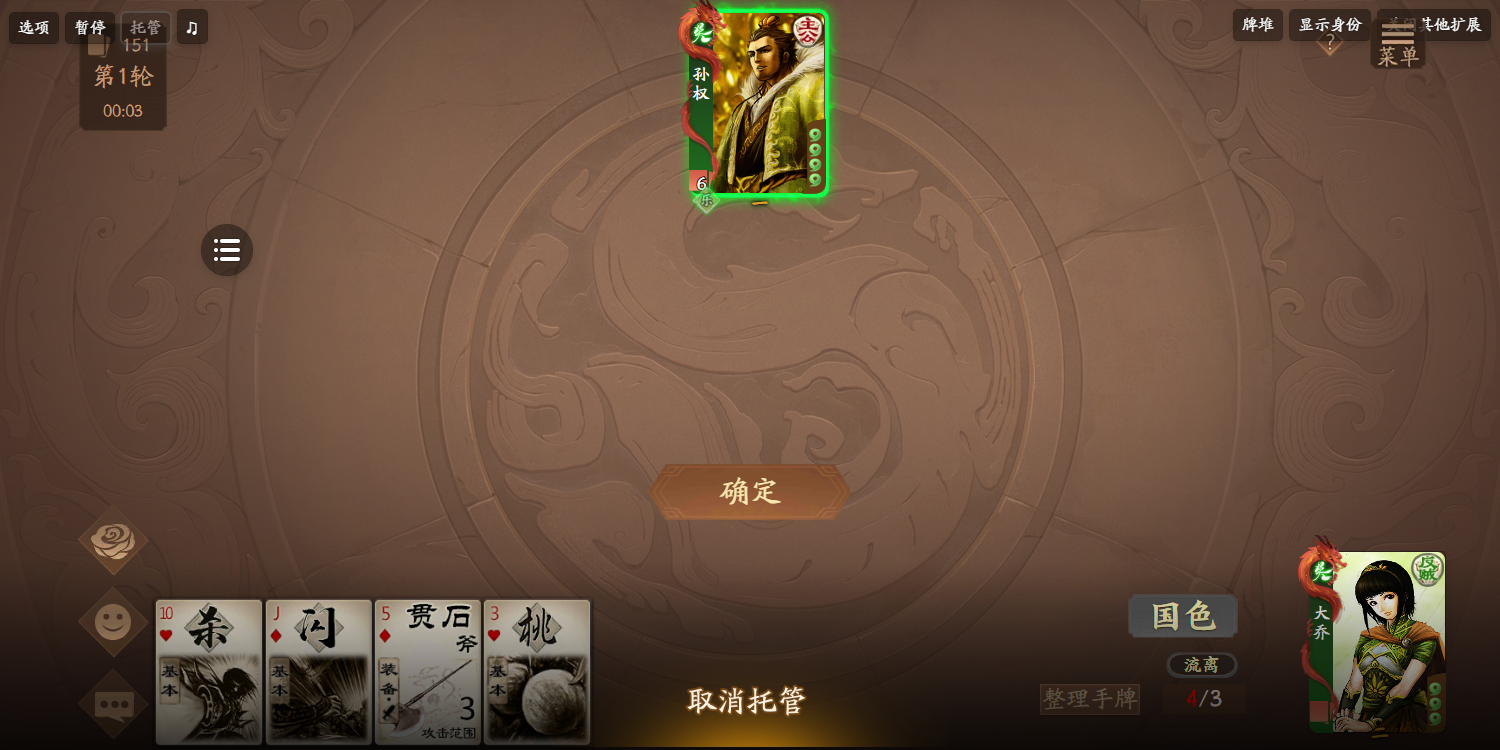 选项 暂停 托管 ♫
牌堆 显示身份 其他扩展
菜单
?
151
第1轮
00:03
吴
孙权
主公
6
乐
确定
取消托管
10 杀 基本
J 闪 基本
5 贯石斧 装备 3 攻击范围
3 桃 基本
国色
流离
整理手牌 4/3
吴
大乔
反贼